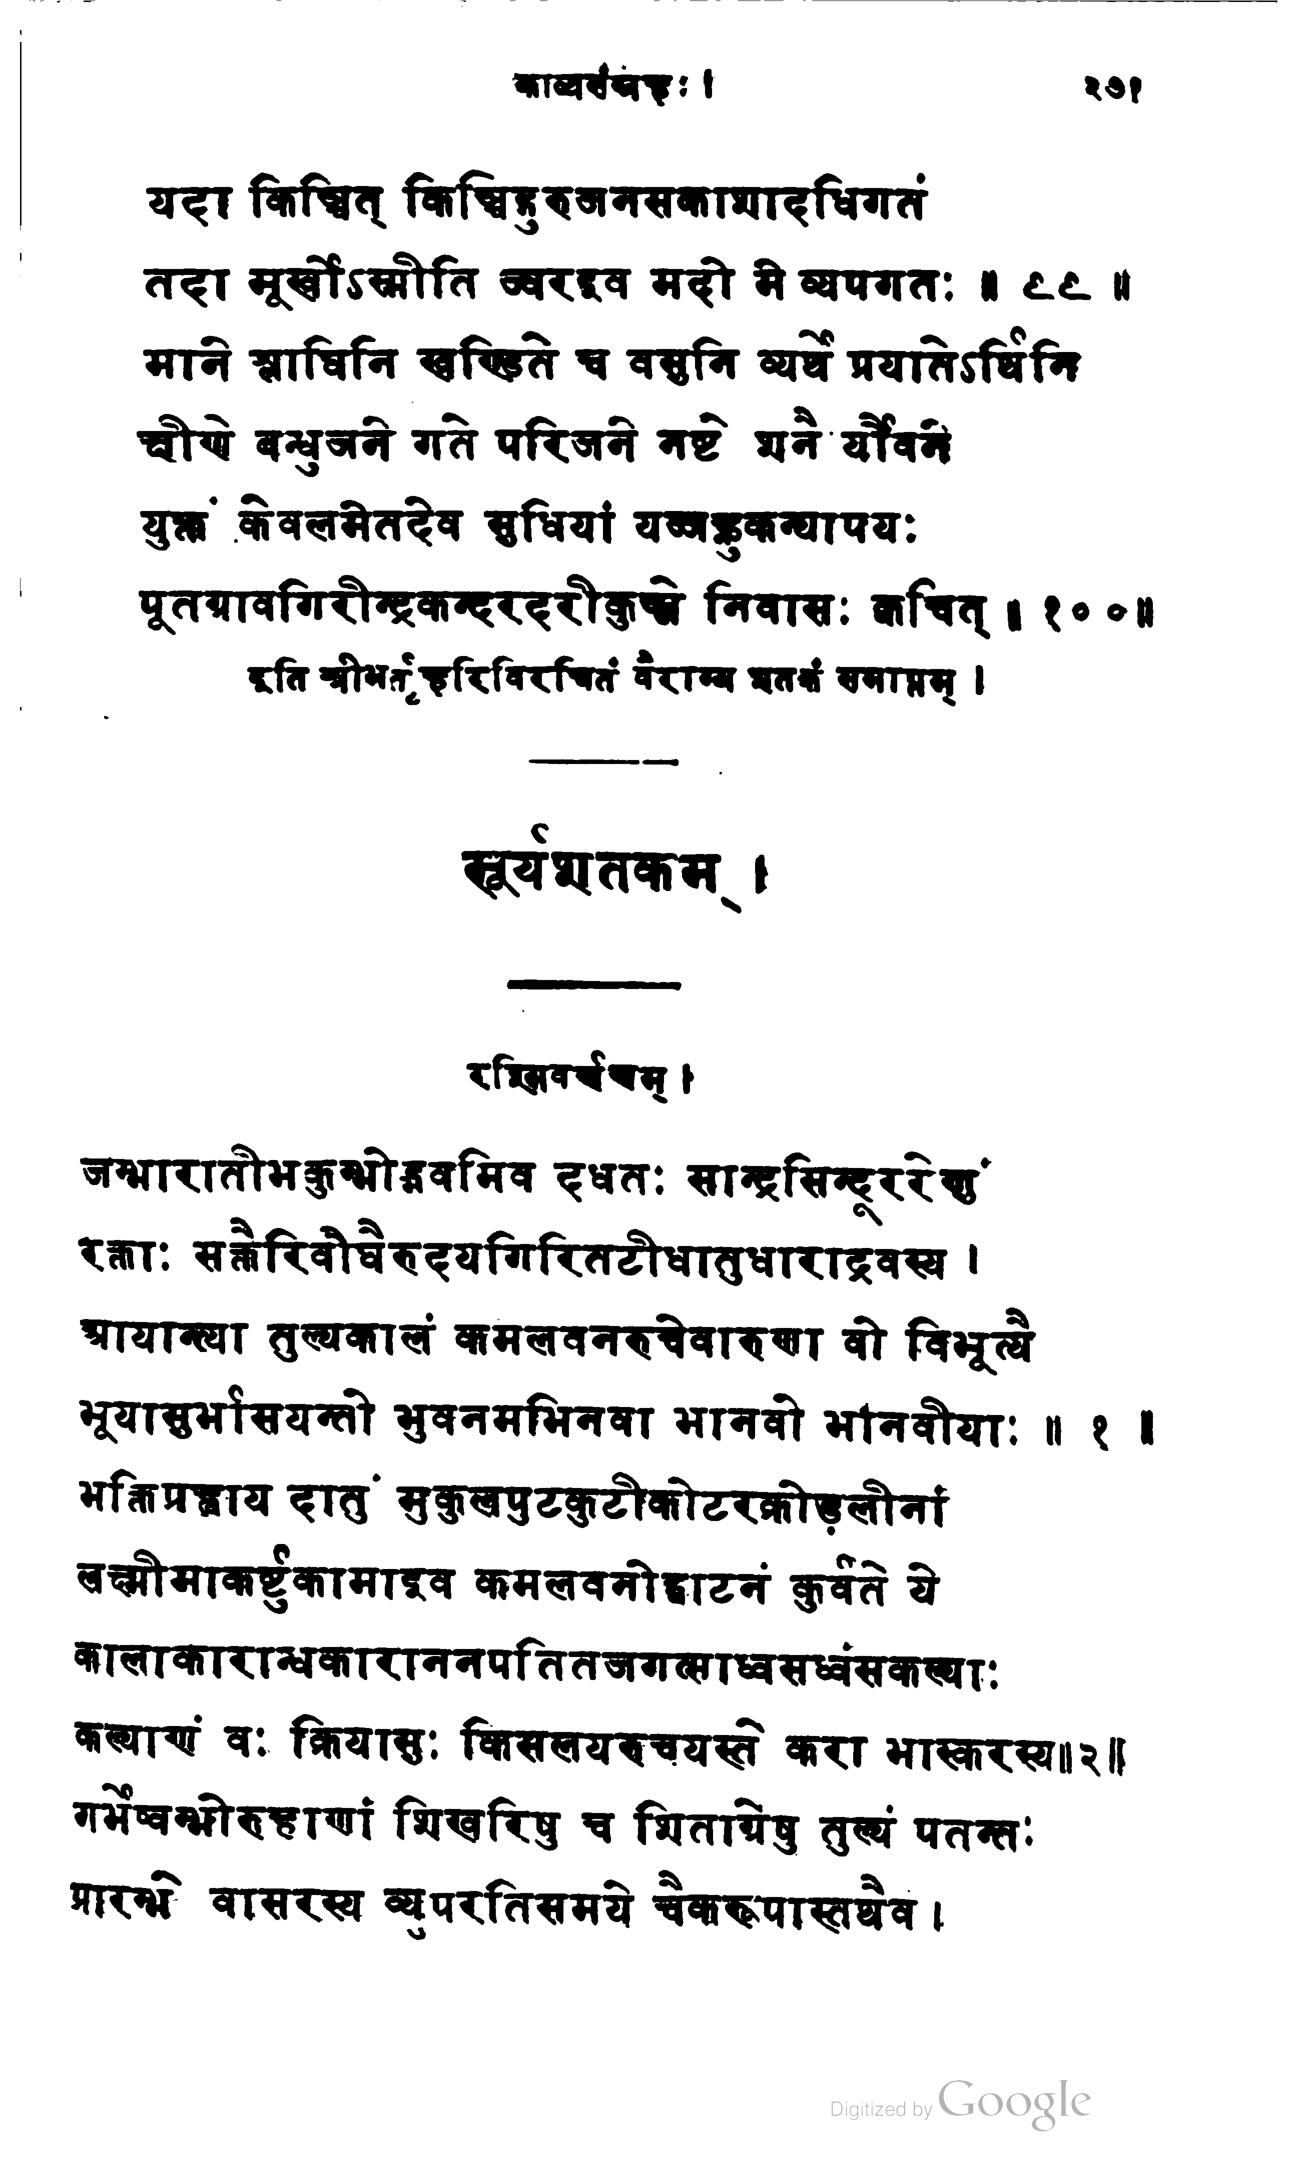 काव्यसंग्रहः । २७१
यदा किञ्चित् किञ्चिद्गुरुजनसकाशादधिगतं
तदा मूर्खोऽस्मीति ज्वरइव मदो मे व्यपगतः ॥ ९९ ॥
माने श्लाघिनि खण्डिते च वसुनि व्यर्थे प्रयातेऽर्थिनि
क्षीणे बन्धुजने गते परिजने नष्टे शनै र्यौवने
युक्तं केवलमेतदेव सुधियां यज्जह्नुकन्यापयः
पूतग्रावगिरीन्द्रकन्दरदरीकुञ्जे निवासः क्वचित् ॥ १०० ॥
इति श्रीभर्तृहरिविरचितं वैराग्य शतकं समाप्तम् ।
सूर्यशतकम् ।
रश्मिवर्णनम् ।
जम्भारातीभकुम्भोद्भवमिव दधतः सान्द्रसिन्दूररेणुं
रक्ताः सक्तैरिवौघैरुदयगिरितटीधातुधाराद्रवस्य ।
आयान्त्या तुल्यकालं कमलवनरुचेवारुणा वो विभूत्यै
भूयासुर्भासयन्तो भुवनमभिनवा भानवो भानवीयाः ॥ १ ॥
भक्तिप्रह्वाय दातुं मुकुलपुटकुटीकोटरक्रोड़लीनां
लक्ष्मीमाक्रष्टुकामाइव कमलवनोद्घाटनं कुर्वते ये
कालाकारान्धकाराननपतितजगत्साध्वसध्वंसकल्याः
कल्याणं वः क्रियासुः किसलयरुचयस्ते करा भास्करस्य॥२॥
गर्भेष्वम्भोरुहाणां शिखरिषु च शिताग्रेषु तुल्यं पतन्तः
प्रारम्भे वासरस्य व्युपरतिसमये चैकरूपास्तथैव ।
Digitized by Google